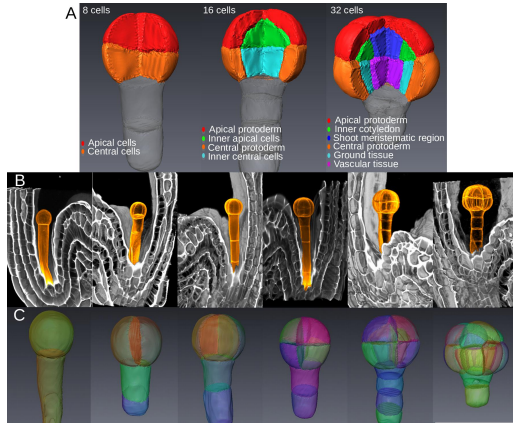 A
8 cells
16 cells
32 cells
Apical cells
Central cells
Apical protoderm
Inner apical cells
Central protoderm
Inner central cells
Apical protoderm
Inner cotyledon
Shoot meristematic region
Central protoderm
Ground tissue
Vascular tissue
B
C